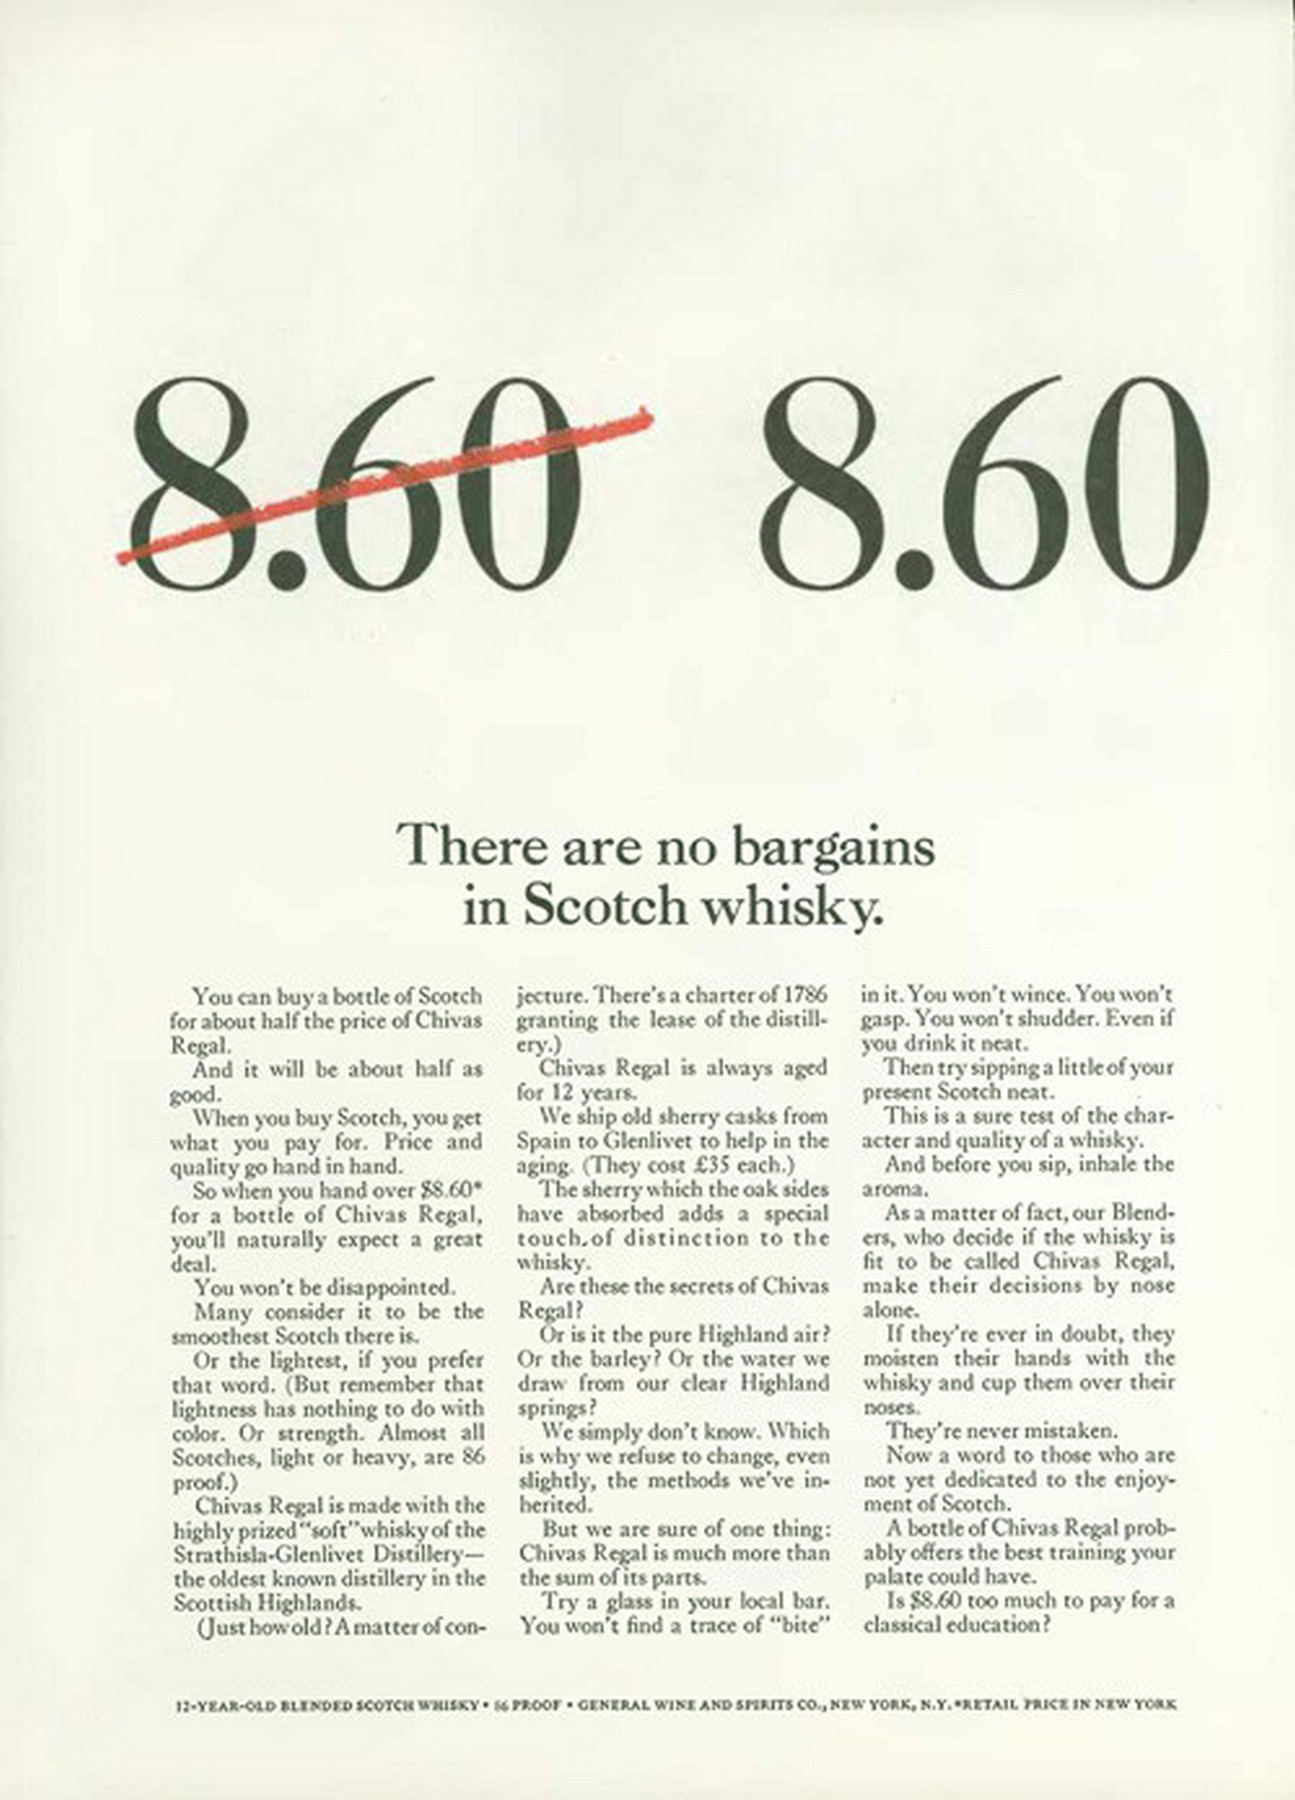 8.60 8.60
There are no bargains
in Scotch whisky.
You can buy a bottle of Scotch
for about half the price of Chivas
Regal.
And it will be about half as
good.
When you buy Scotch, you get
what you pay for. Price and
quality go hand in hand.
So when you hand over $8.60*
for a bottle of Chivas Regal,
you'll naturally expect a great
deal.
You won't be disappointed.
Many consider it to be the
smoothest Scotch there is.
Or the lightest, if you prefer
that word. (But remember that
lightness has nothing to do with
color. Or strength. Almost all
Scotches, light or heavy, are 86
proof.)
Chivas Regal is made with the
highly prized "soft" whisky of the
Strathisla-Glenlivet Distillery—
the oldest known distillery in the
Scottish Highlands.
(Just how old? A matter of con-
jecture. There's a charter of 1786
granting the lease of the distill-
ery.)
Chivas Regal is always aged
for 12 years.
We ship old sherry casks from
Spain to Glenlivet to help in the
aging. (They cost £35 each.)
The sherry which the oak sides
have absorbed adds a special
touch of distinction to the
whisky.
Are these the secrets of Chivas
Regal?
Or is it the pure Highland air?
Or the barley? Or the water we
draw from our clear Highland
springs?
We simply don't know. Which
is why we refuse to change, even
slightly, the methods we've in-
herited.
But we are sure of one thing:
Chivas Regal is much more than
the sum of its parts.
Try a glass in your local bar.
You won't find a trace of "bite"
in it. You won't wince. You won't
gasp. You won't shudder. Even if
you drink it neat.
Then try sipping a little of your
present Scotch neat.
This is a sure test of the char-
acter and quality of a whisky.
And before you sip, inhale the
aroma.
As a matter of fact, our Blend-
ers, who decide if the whisky is
fit to be called Chivas Regal,
make their decisions by nose
alone.
If they're ever in doubt, they
moisten their hands with the
whisky and cup them over their
noses.
They're never mistaken.
Now a word to those who are
not yet dedicated to the enjoy-
ment of Scotch.
A bottle of Chivas Regal prob-
ably offers the best training your
palate could have.
Is $8.60 too much to pay for a
classical education?
12-YEAR-OLD BLENDED SCOTCH WHISKY • 86 PROOF • GENERAL WINE AND SPIRITS CO., NEW YORK, N.Y. *RETAIL PRICE IN NEW YORK